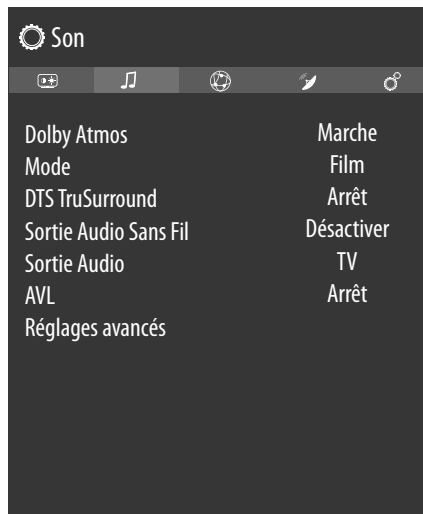 Son
Dolby Atmos Marche
Mode Film
DTS TruSurround Arrêt
Sortie Audio Sans Fil Désactiver
Sortie Audio TV
AVL Arrêt
Réglages avancés